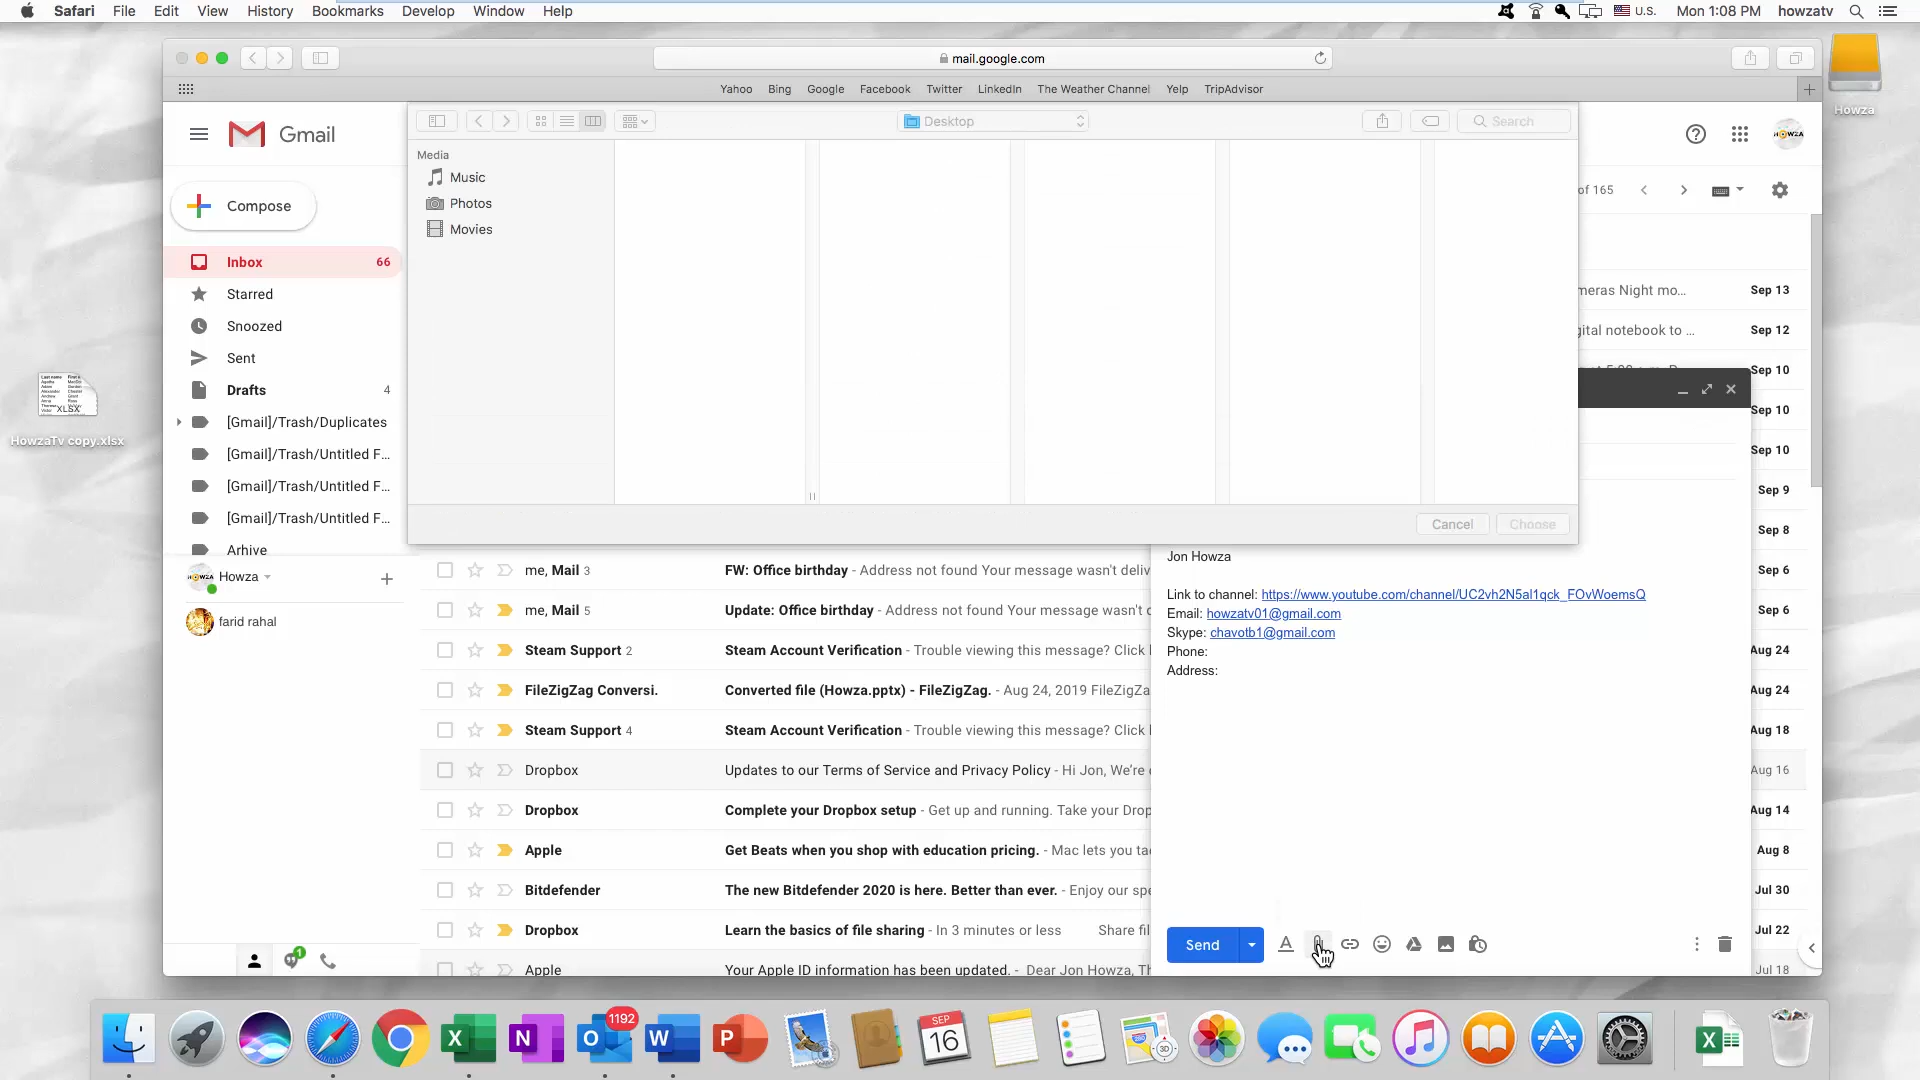 Safari File Edit View History Bookmarks Develop Window Help U.S. Mon 1:08 PM howzatv
mail.google.com
Yahoo Bing Google Facebook Twitter LinkedIn The Weather Channel Yelp TripAdvisor
Howza
Gmail
Desktop
Search
HOWZA
Media
Music
Photos
Movies
Compose
of 165
Inbox 66
Starred
Snoozed
Sent
Drafts 4
[Gmail]/Trash/Duplicates
[Gmail]/Trash/Untitled F...
[Gmail]/Trash/Untitled F...
[Gmail]/Trash/Untitled F...
Arhive
Howza
farid rahal
XLSX
HowzaTv copy.xlsx
meras Night mo... Sep 13
gital notebook to ... Sep 12
Sep 10
Sep 10
Sep 10
Sep 9
Sep 8
Sep 6
Sep 6
Aug 24
Aug 24
Aug 18
Aug 16
Aug 14
Aug 8
Jul 30
Jul 22
Jul 18
Cancel Choose
me, Mail 3 FW: Office birthday - Address not found Your message wasn't deliv
me, Mail 5 Update: Office birthday - Address not found Your message wasn't
Steam Support 2 Steam Account Verification - Trouble viewing this message? Click
Converted file (Howza.pptx) - FileZigZag. - Aug 24, 2019 FileZigZa
FileZigZag Conversi.
Steam Support 4 Steam Account Verification - Trouble viewing this message? Click
Dropbox Updates to our Terms of Service and Privacy Policy - Hi Jon, We're
Dropbox Complete your Dropbox setup - Get up and running. Take your Drop
Apple Get Beats when you shop with education pricing. - Mac lets you ta
Bitdefender The new Bitdefender 2020 is here. Better than ever. - Enjoy our spe
Dropbox Learn the basics of file sharing - In 3 minutes or less Share fil
Apple Your Apple ID information has been updated. - Dear Jon Howza, Th
Jon Howza
Link to channel: https://www.youtube.com/channel/UC2vh2N5aI1qck_FOvWoemsQ
Email: howzatv01@gmail.com
Skype: chavotb1@gmail.com
Phone:
Address:
Send
1
1192
SEP
16